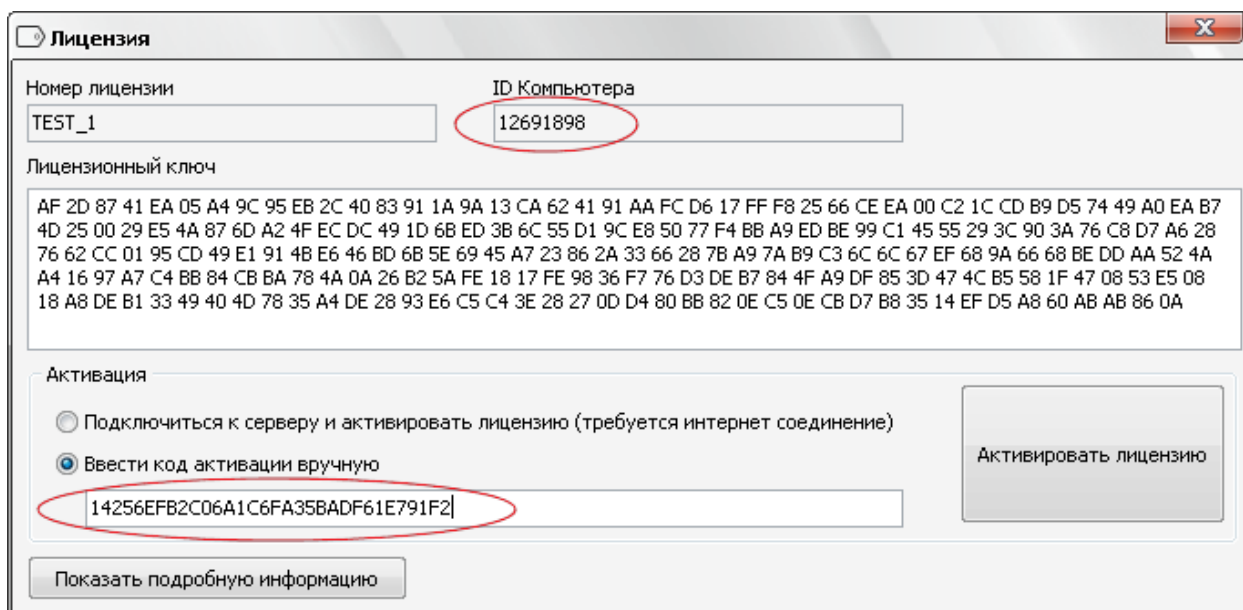 Лицензия
Номер лицензии
ID Компьютера
TEST_1
12691898
Лицензионный ключ
AF 2D 87 41 EA 05 A4 9C 95 EB 2C 40 83 91 1A 9A 13 CA 62 41 91 AA FC D6 17 FF F8 25 66 CE EA 00 C2 1C CD B9 D5 74 49 A0 EA B7
4D 25 00 29 E5 4A 87 6D A2 4F EC DC 49 1D 6B ED 3B 6C 55 D1 9C E8 50 77 F4 BB A9 ED BE 99 C1 45 55 29 3C 90 3A 76 C8 D7 A6 28
76 62 CC 01 95 CD 49 E1 91 4B E6 46 BD 6B 5E 69 45 A7 23 86 2A 33 66 28 7B A9 7A B9 C3 6C 6C 67 EF 68 9A 66 68 BE DD AA 52 4A
A4 16 97 A7 C4 BB 84 CB BA 78 4A 0A 26 B2 5A FE 18 17 FE 98 36 F7 76 D3 DE B7 84 4F A9 DF 85 3D 47 4C B5 58 1F 47 08 53 E5 08
18 A8 DE B1 33 49 40 4D 78 35 A4 DE 28 93 E6 C5 C4 3E 28 27 0D D4 80 BB 82 0E C5 0E CB D7 B8 35 14 EF D5 A8 60 AB AB 86 0A
Активация
Подключиться к серверу и активировать лицензию (требуется интернет соединение)
Ввести код активации вручную
Активировать лицензию
14256EFB2C06A1C6FA35BADF61E791F2
Показать подробную информацию